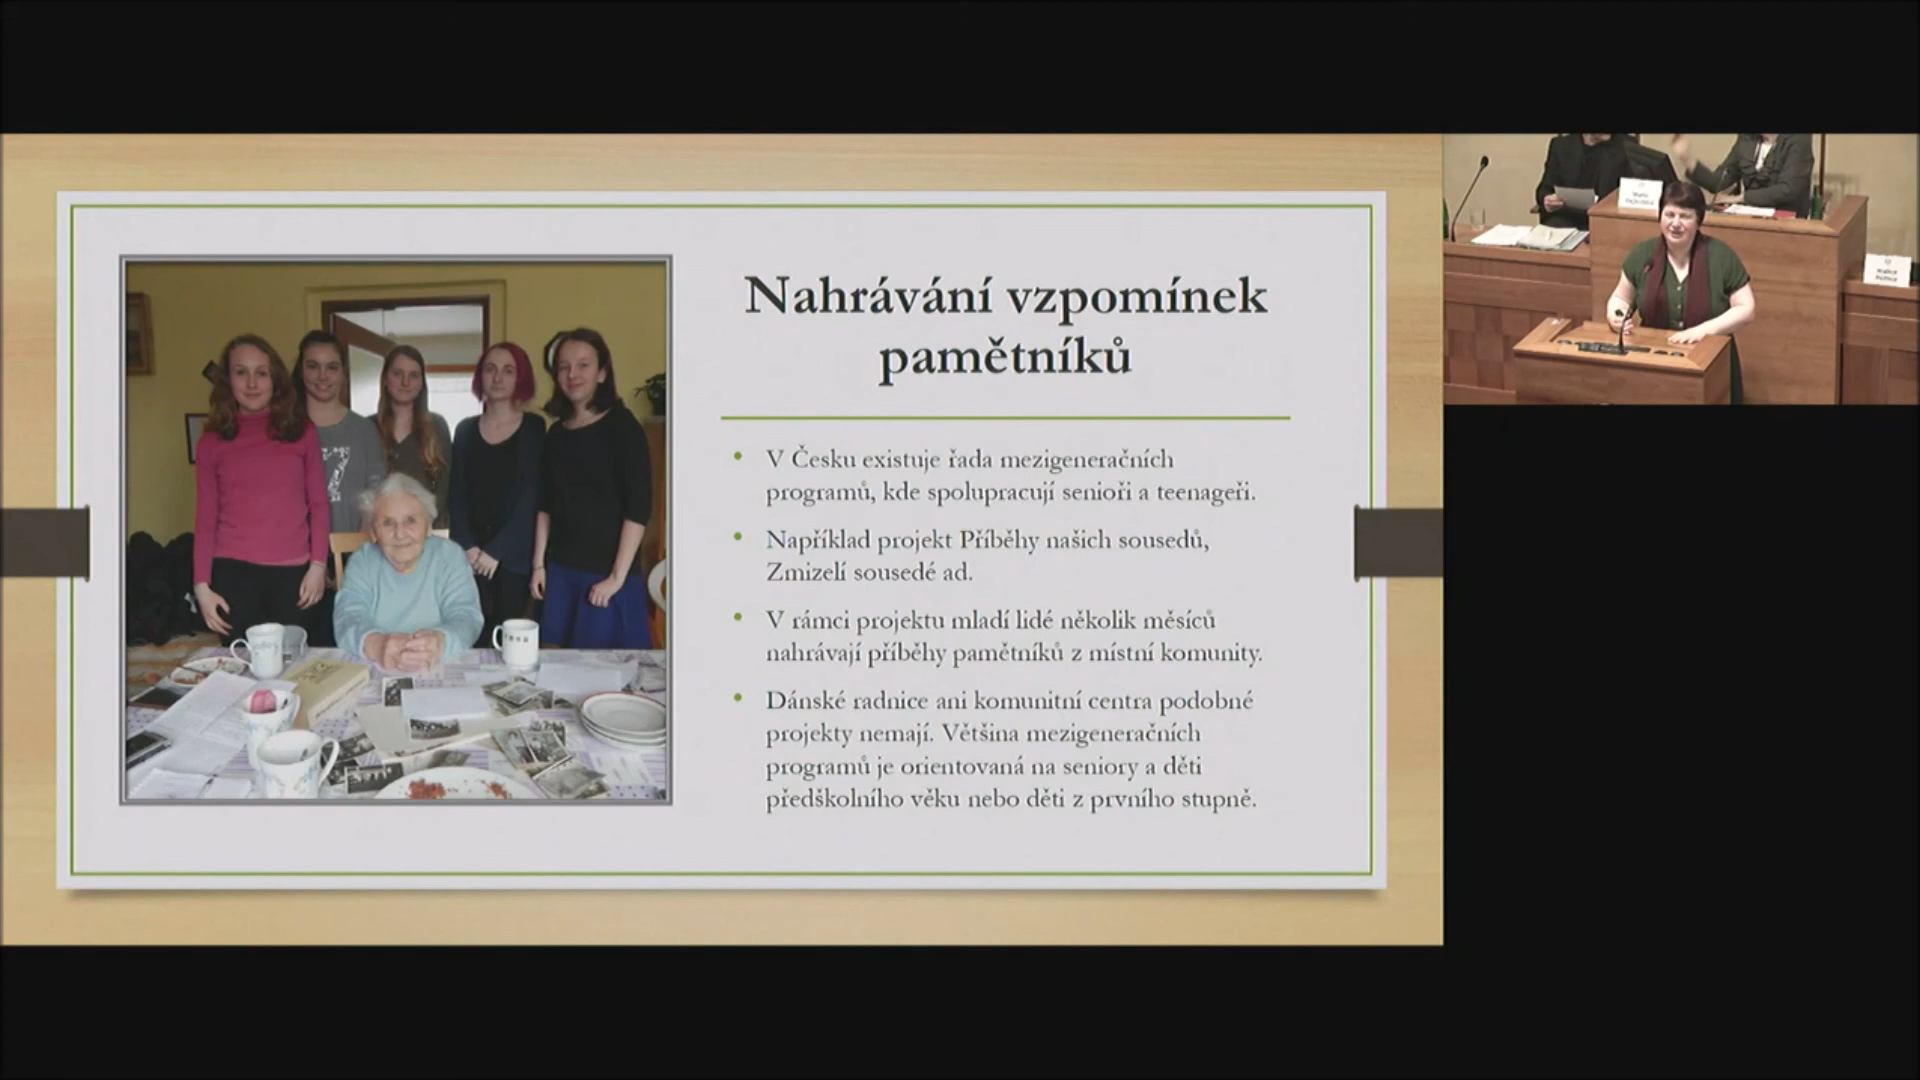 Nahrávání vzpomínek
pamětníků
• V Česku existuje řada mezigeneračních
programů, kde spolupracují senioři a teenageři.
• Například projekt Příběhy našich sousedů,
Zmizelí sousedé ad.
• V rámci projektu mladí lidé několik měsíců
nahrávají příběhy pamětníků z místní komunity.
• Dánské radnice ani komunitní centra podobné
projekty nemají. Většina mezigeneračních
programů je orientovaná na seniory a děti
předškolního věku nebo děti z prvního stupně.